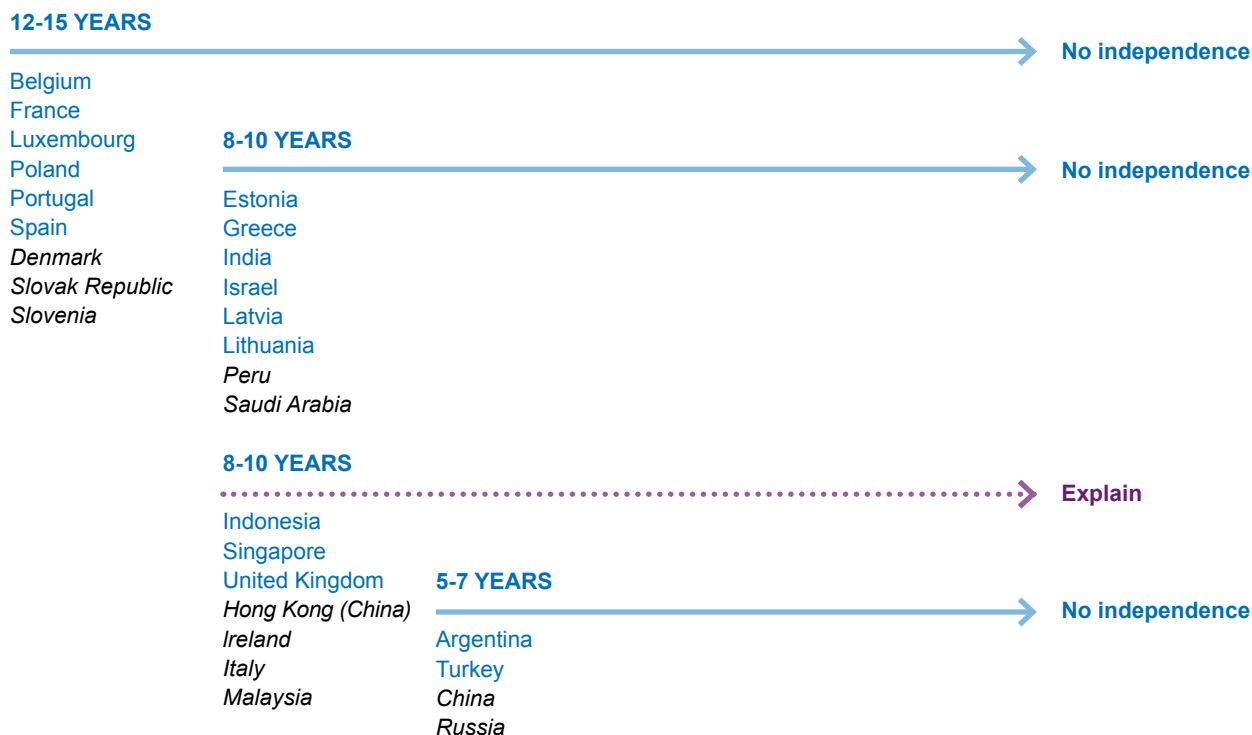 12-15 YEARS
No independence
Belgium
France
Luxembourg
Poland
Portugal
Spain
Denmark
Slovak Republic
Slovenia
8-10 YEARS
No independence
Estonia
Greece
India
Israel
Latvia
Lithuania
Peru
Saudi Arabia
8-10 YEARS
Explain
Indonesia
Singapore
United Kingdom
Hong Kong (China)
Ireland
Italy
Malaysia
5-7 YEARS
No independence
Argentina
Turkey
China
Russia